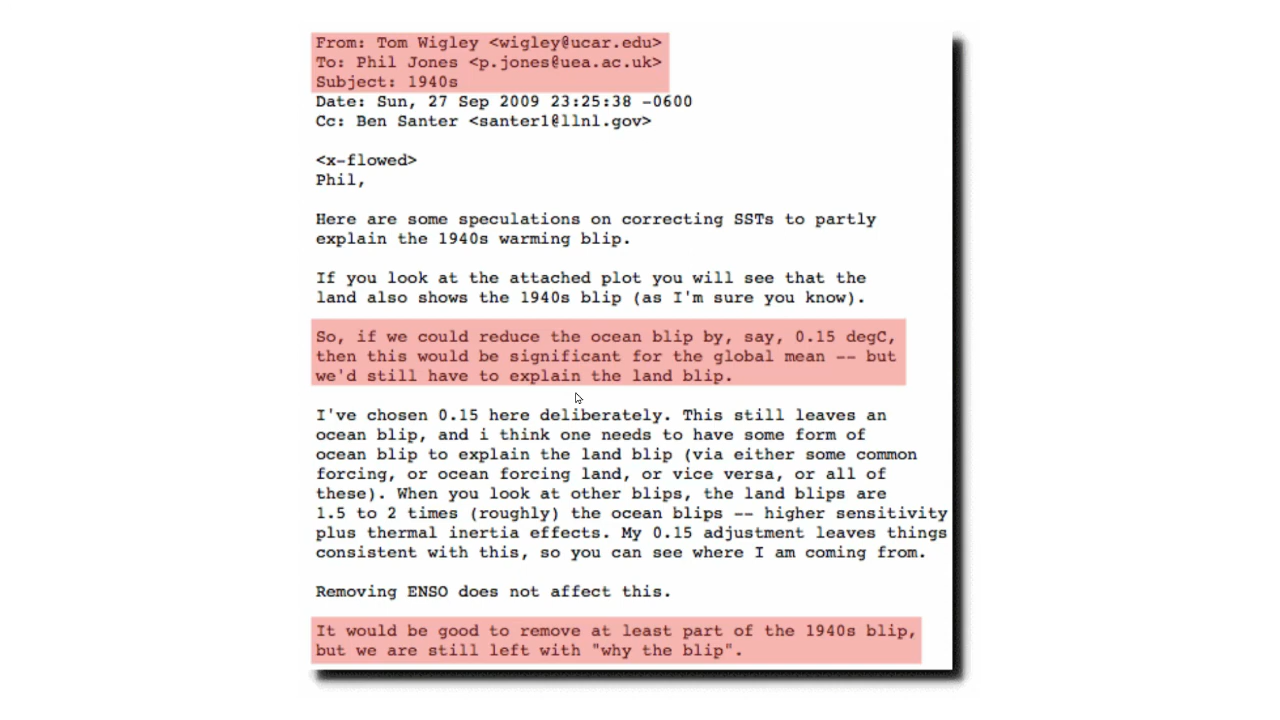 From: Tom Wigley <wigley@ucar.edu>
To: Phil Jones <p.jones@uea.ac.uk>
Subject: 1940s
Date: Sun, 27 Sep 2009 23:25:38 -0600
Cc: Ben Santer <santer1@llnl.gov>
<x-flowed>
Phil,
Here are some speculations on correcting SSTs to partly
explain the 1940s warming blip.
If you look at the attached plot you will see that the
land also shows the 1940s blip (as I'm sure you know).
So, if we could reduce the ocean blip by, say, 0.15 degC,
then this would be significant for the global mean -- but
we'd still have to explain the land blip.
I've chosen 0.15 here deliberately. This still leaves an
ocean blip, and i think one needs to have some form of
ocean blip to explain the land blip (via either some common
forcing, or ocean forcing land, or vice versa, or all of
these). When you look at other blips, the land blips are
1.5 to 2 times (roughly) the ocean blips -- higher sensitivity
plus thermal inertia effects. My 0.15 adjustment leaves things
consistent with this, so you can see where I am coming from.
Removing ENSO does not affect this.
It would be good to remove at least part of the 1940s blip,
but we are still left with "why the blip".